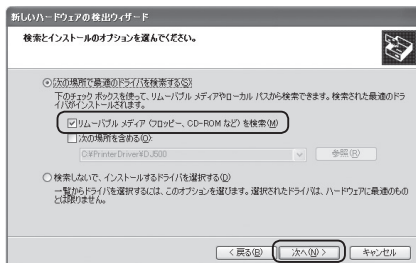 新しいハードウェアの検出ウィザード
検索とインストールのオプションを選んでください。
次の場所で最適のドライバを検索する(S)
下のチェック ボックスを使って、リムーバブル メディアやローカル パスから検索できます。検索された最適のドラ
イバがインストールされます。
リムーバブル メディア (フロッピー、CD-ROM など) を検索(M)
次の場所を含める(O):
C:¥PrinterDriver¥DJ500
参照(R)
検索しないで、インストールするドライバを選択する(D)
一覧からドライバを選択するには、このオプションを選びます。選択されたドライバは、ハードウェアに最適のもの
とは限りません。
< 戻る(B) 次へ(N) > キャンセル